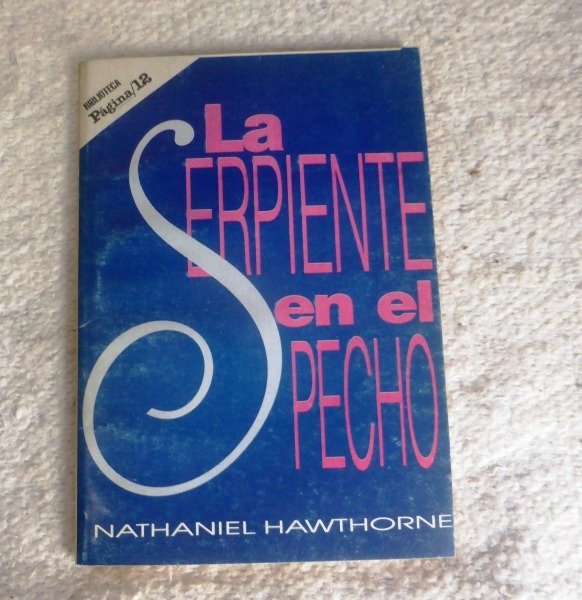 BIBLIOTECA
Página/12
La
SERPIENTE
en el
PECHO
NATHANIEL HAWTHORNE